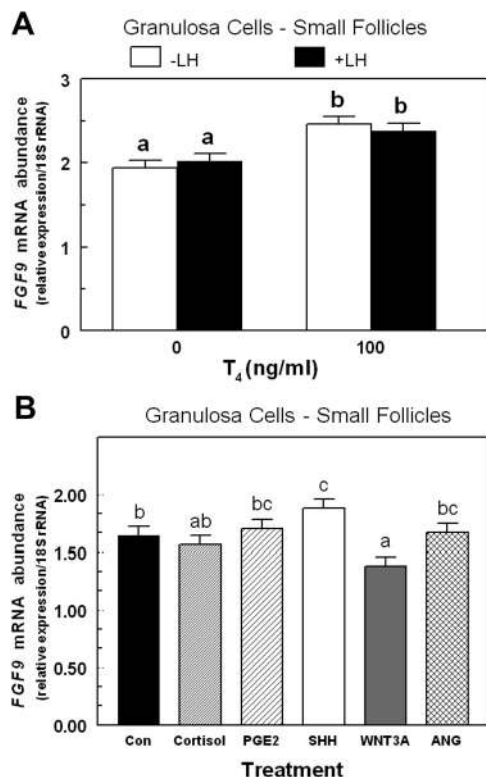 A
Granulosa Cells - Small Follicles
-LH +LH
FGF9 mRNA abundance
(relative expression/18S rRNA)
3
2
1
0
a a b b
0 100
T4 (ng/ml)
B
Granulosa Cells - Small Follicles
FGF9 mRNA abundance
(relative expression/18S rRNA)
2.00
1.50
1.00
0.50
0.00
b ab bc c a bc
Con Cortisol PGE2 SHH WNT3A ANG
Treatment